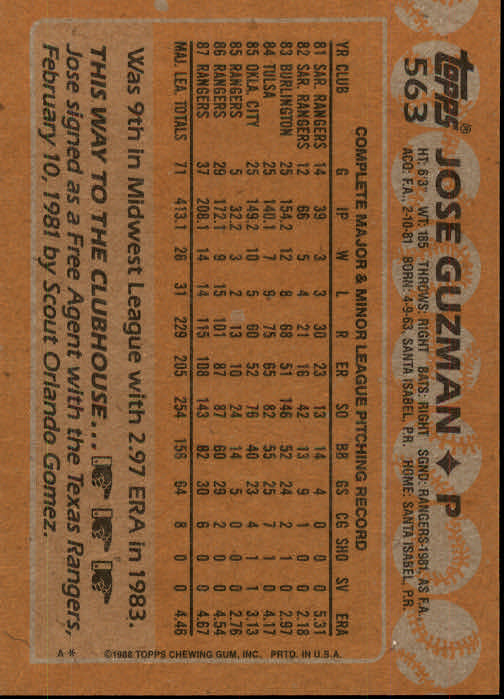 topps®
563
JOSE GUZMAN ♦ P
HT: 6'3" WT: 185 THROWS: RIGHT BATS: RIGHT SGND: RANGERS-1981, AS F.A.
ACQ: F.A., 2-10-81 BORN: 4-9-63, SANTA ISABEL, P.R. HOME: SANTA ISABEL, P.R.
COMPLETE MAJOR & MINOR LEAGUE PITCHING RECORD
YR CLUB G IP W L R ER SO BB GS CG SHO SV ERA
81 SAR. RANGERS 14 39 3 3 30 23 13 14 4 0 0 0 5.31
82 SAR. RANGERS 12 66 5 4 21 16 42 13 9 1 0 0 2.18
83 BURLINGTON 25 154.2 12 8 68 51 146 52 24 2 1 0 2.97
84 TULSA 25 140.1 7 9 75 65 82 55 25 7 1 0 4.17
85 OKLA. CITY 25 149.2 10 5 60 52 76 40 23 4 1 1 3.13
85 RANGERS 5 32.2 3 2 13 10 24 14 5 0 0 0 2.76
86 RANGERS 29 172.1 9 15 101 87 87 60 29 2 0 0 4.54
87 RANGERS 37 208.1 14 14 115 108 143 82 30 6 0 0 4.67
MAJ. LEA. TOTALS 71 413.1 26 31 229 205 254 156 64 8 0 0 4.46
©1988 TOPPS CHEWING GUM, INC. PRTD. IN U.S.A.
Was 9th in Midwest League with 2.97 ERA in 1983.
THIS WAY TO THE CLUBHOUSE...
Jose signed as a Free Agent with the Texas Rangers,
February 10, 1981 by Scout Orlando Gomez.
A *